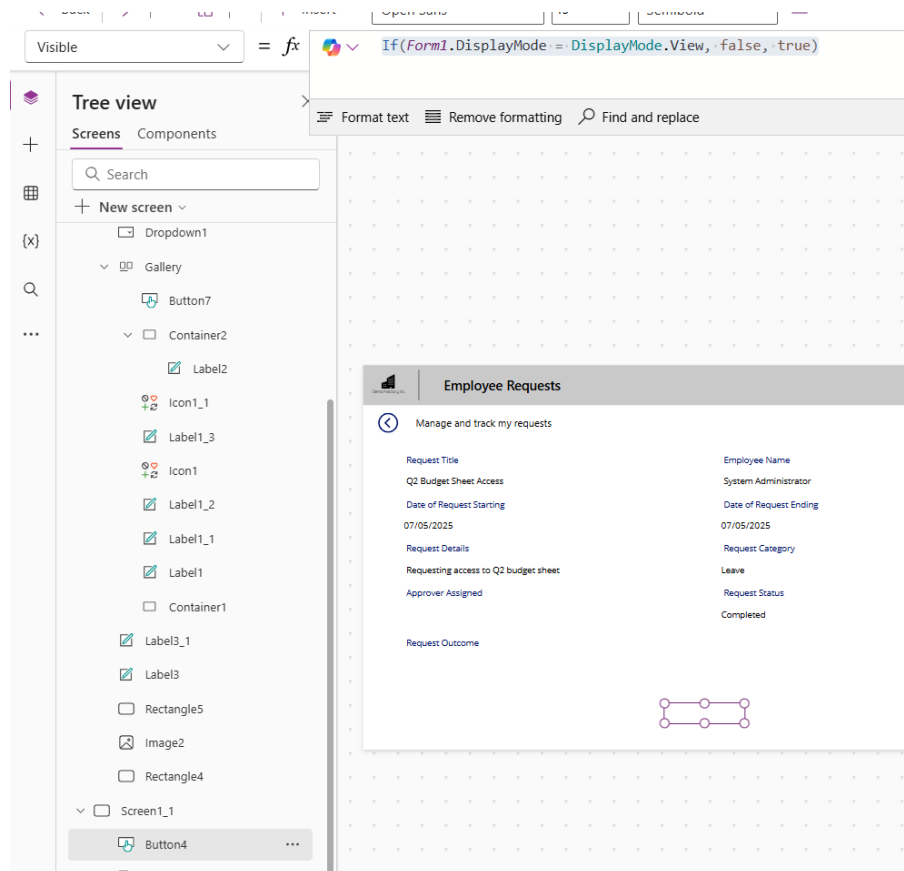 Visible
= fx
If(Form1.DisplayMode = DisplayMode.View, false, true)
Format text
Remove formatting
Find and replace
Tree view
Screens
Components
Search
New screen
Dropdown1
Gallery
Button7
Container2
Label2
Icon1_1
Label1_3
Icon1
Label1_2
Label1_1
Label1
Container1
Label3_1
Label3
Rectangle5
Image2
Rectangle4
Screen1_1
Button4
{x}
Employee Requests
Manage and track my requests
Request Title
Employee Name
Q2 Budget Sheet Access
System Administrator
Date of Request Starting
Date of Request Ending
07/05/2025
07/05/2025
Request Details
Request Category
Requesting access to Q2 budget sheet
Leave
Approver Assigned
Request Status
Completed
Request Outcome